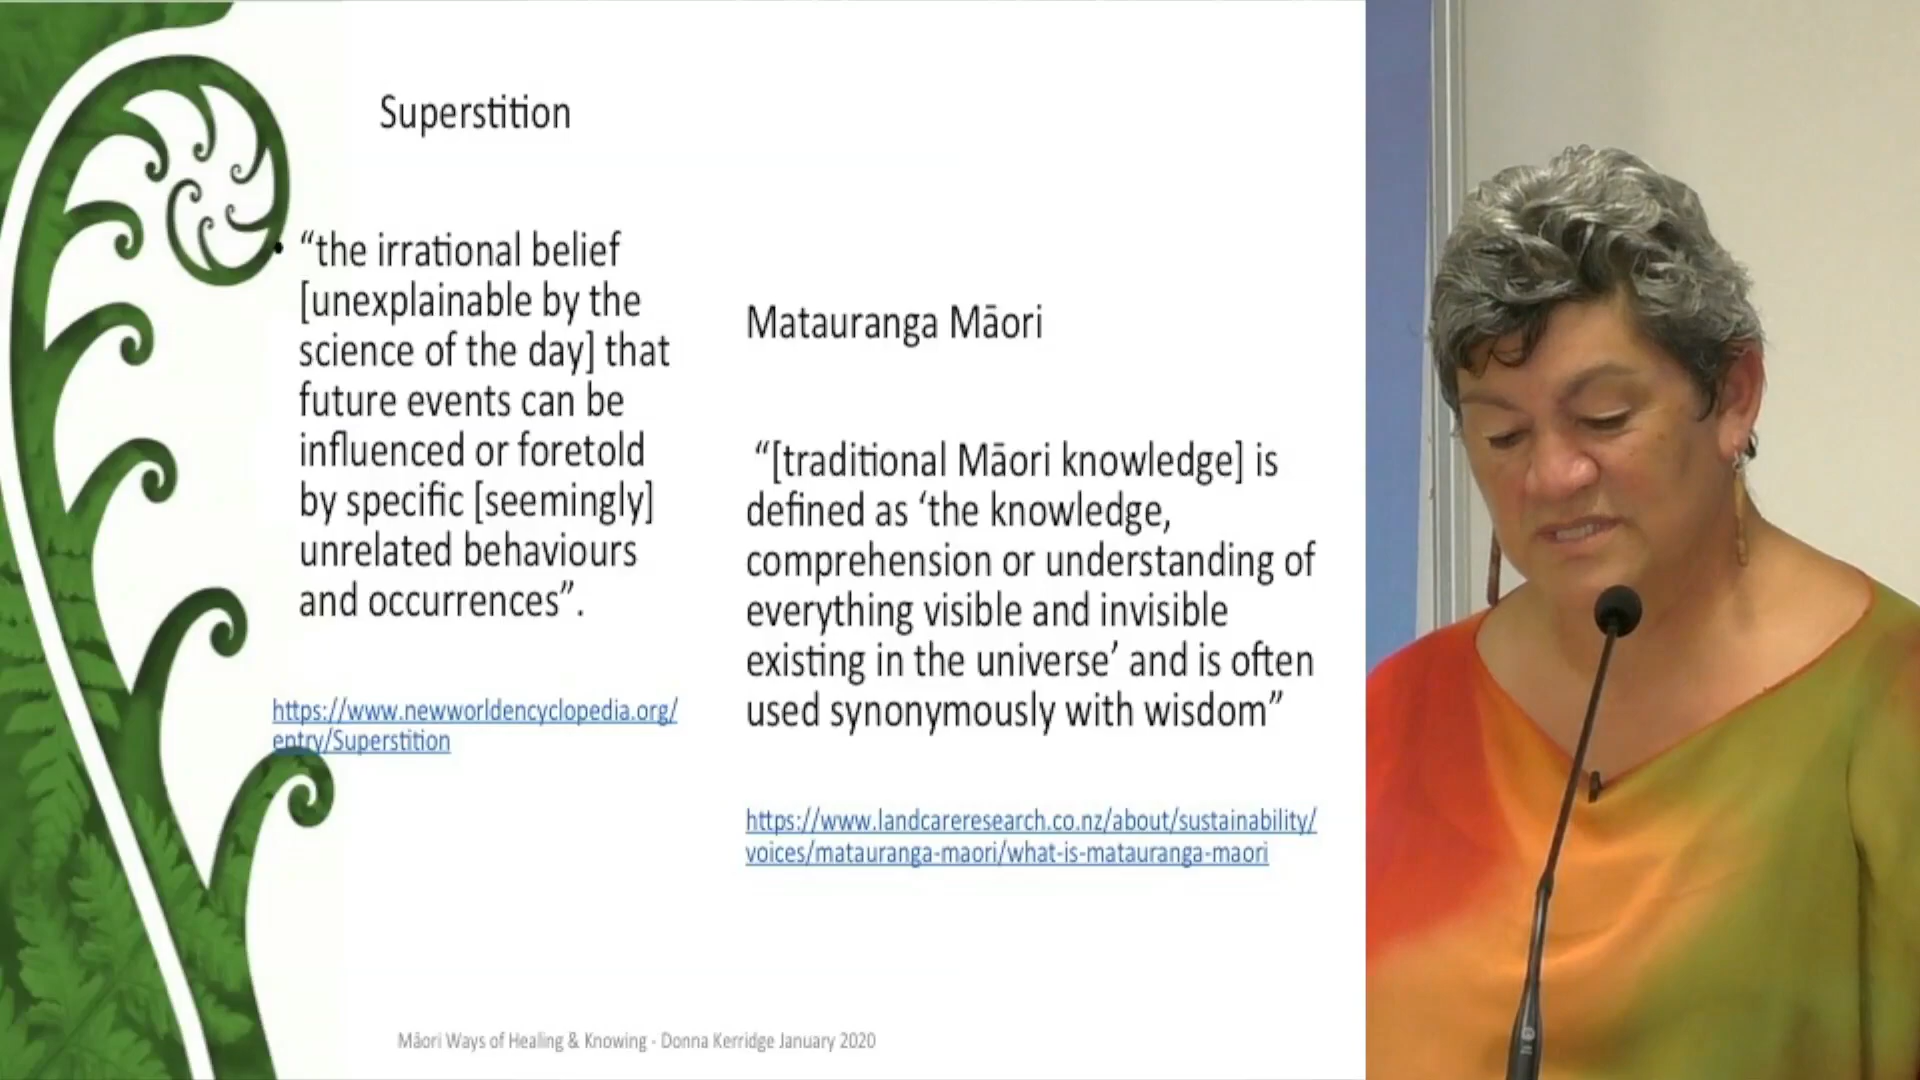 Superstition
• “the irrational belief
[unexplainable by the
science of the day] that
future events can be
influenced or foretold
by specific [seemingly]
unrelated behaviours
and occurrences”.
https://www.newworldencyclopedia.org/
entry/Superstition
Matauranga Māori
“[traditional Māori knowledge] is
defined as ‘the knowledge,
comprehension or understanding of
everything visible and invisible
existing in the universe’ and is often
used synonymously with wisdom”
https://www.landcareresearch.co.nz/about/sustainability/
voices/matauranga-maori/what-is-matauranga-maori
Māori Ways of Healing & Knowing - Donna Kerridge January 2020